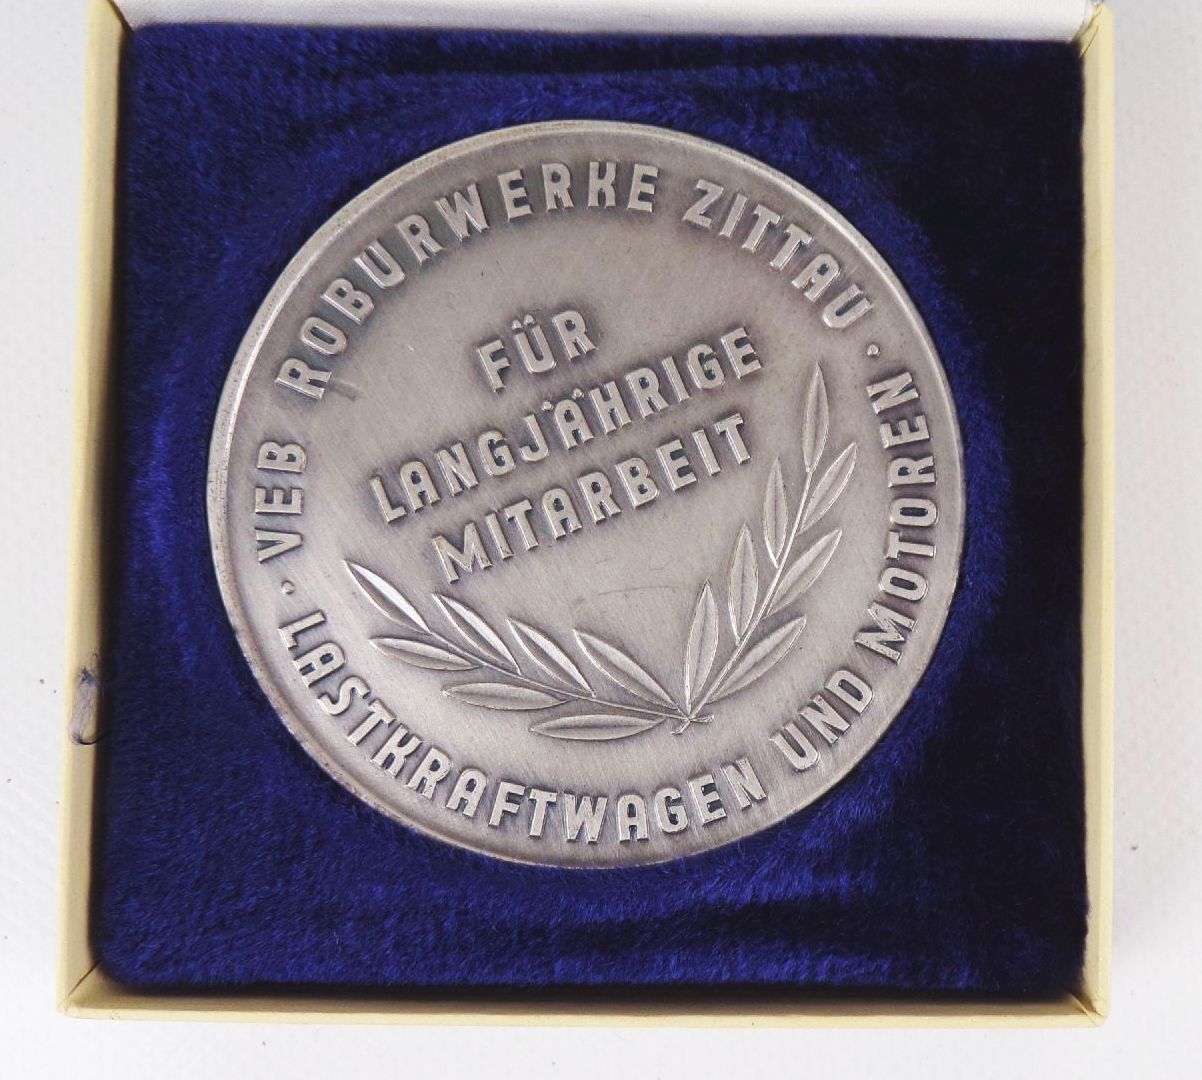 VEB ROBURWERKE ZITTAU ·
FÜR
LANGJÄHRIGE
MITARBEIT
· LASTKRAFTWAGEN UND MOTOREN